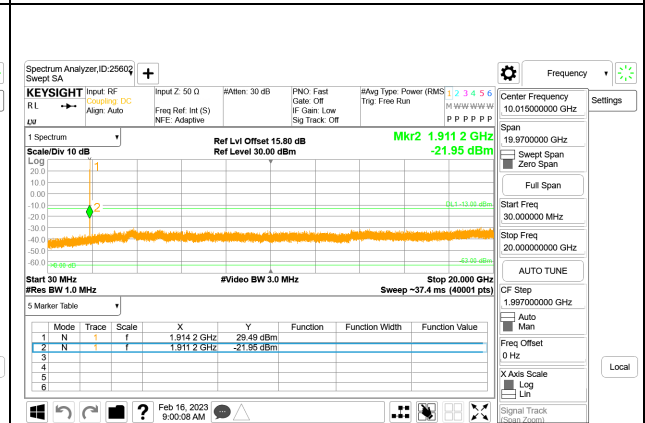 Spectrum Analyzer,ID:25602
Swept SA
KEYSIGHT
RL
LXI
Input: RF
Coupling: DC
Align: Auto
Input Z: 50 Ω
Freq Ref: Int (S)
NFE: Adaptive
#Atten: 30 dB
PNO: Fast
Gate: Off
IF Gain: Low
Sig Track: Off
#Avg Type: Power (RMS
Trig: Free Run
1 2 3 4 5 6
M W W W W W
P P P P P P
1 Spectrum
Scale/Div 10 dB
Ref Lvl Offset 15.80 dB
Ref Level 30.00 dBm
Mkr2 1.911 2 GHz
-21.95 dBm
Log
20.0
10.0
0.00
-10.0
-20.0
-30.0
-40.0
-50.0
-60.0
1
2
DL1 -13.00 dBm
Start 30 MHz
#Res BW 1.0 MHz
#Video BW 3.0 MHz
Stop 20.000 GHz
Sweep ~37.4 ms (40001 pts)
5 Marker Table
Mode Trace Scale X Y Function Function Width Function Value
1 N 1 f 1.914 2 GHz 29.49 dBm
2 N 1 f 1.911 2 GHz -21.95 dBm
3
4
5
6
Feb 16, 2023
9:00:08 AM
Frequency
Settings
Center Frequency
10.015000000 GHz
Span
19.9700000 GHz
Swept Span
Zero Span
Full Span
Start Freq
30.000000 MHz
Stop Freq
20.000000000 GHz
AUTO TUNE
CF Step
1.997000000 GHz
Auto
Man
Freq Offset
0 Hz
X Axis Scale
Log
Lin
Signal Track
(Span Zoom)
Local